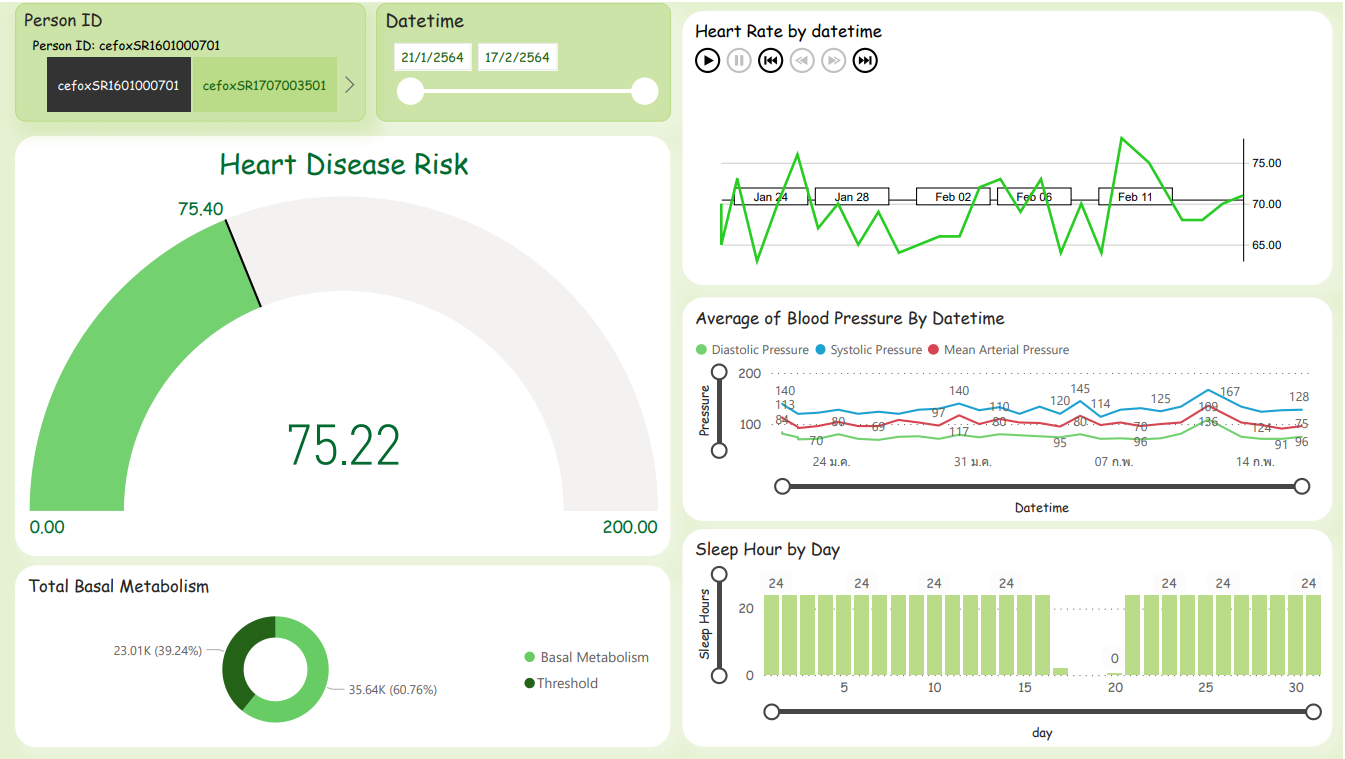 Person ID
Person ID: cefoxSR1601000701
cefoxSR1601000701
cefoxSR1707003501
Datetime
21/1/2564
17/2/2564
Heart Disease Risk
75.40
75.22
0.00
200.00
Total Basal Metabolism
23.01K (39.24%)
35.64K (60.76%)
Basal Metabolism
Threshold
Heart Rate by datetime
75.00
Jan 24
Jan 28
Feb 02
Feb 06
Feb 11
70.00
65.00
Average of Blood Pressure By Datetime
Diastolic Pressure
Systolic Pressure
Mean Arterial Pressure
Pressure
200
100
140
113
84
70
80
69
97
140
117
110
80
120
95
145
80
114
70
96
125
109
136
167
124
91
128
75
96
24 ม.ค.
31 ม.ค.
07 ก.พ.
14 ก.พ.
Datetime
Sleep Hour by Day
Sleep Hours
20
0
24
24
24
24
0
24
24
24
5
10
15
20
25
30
day